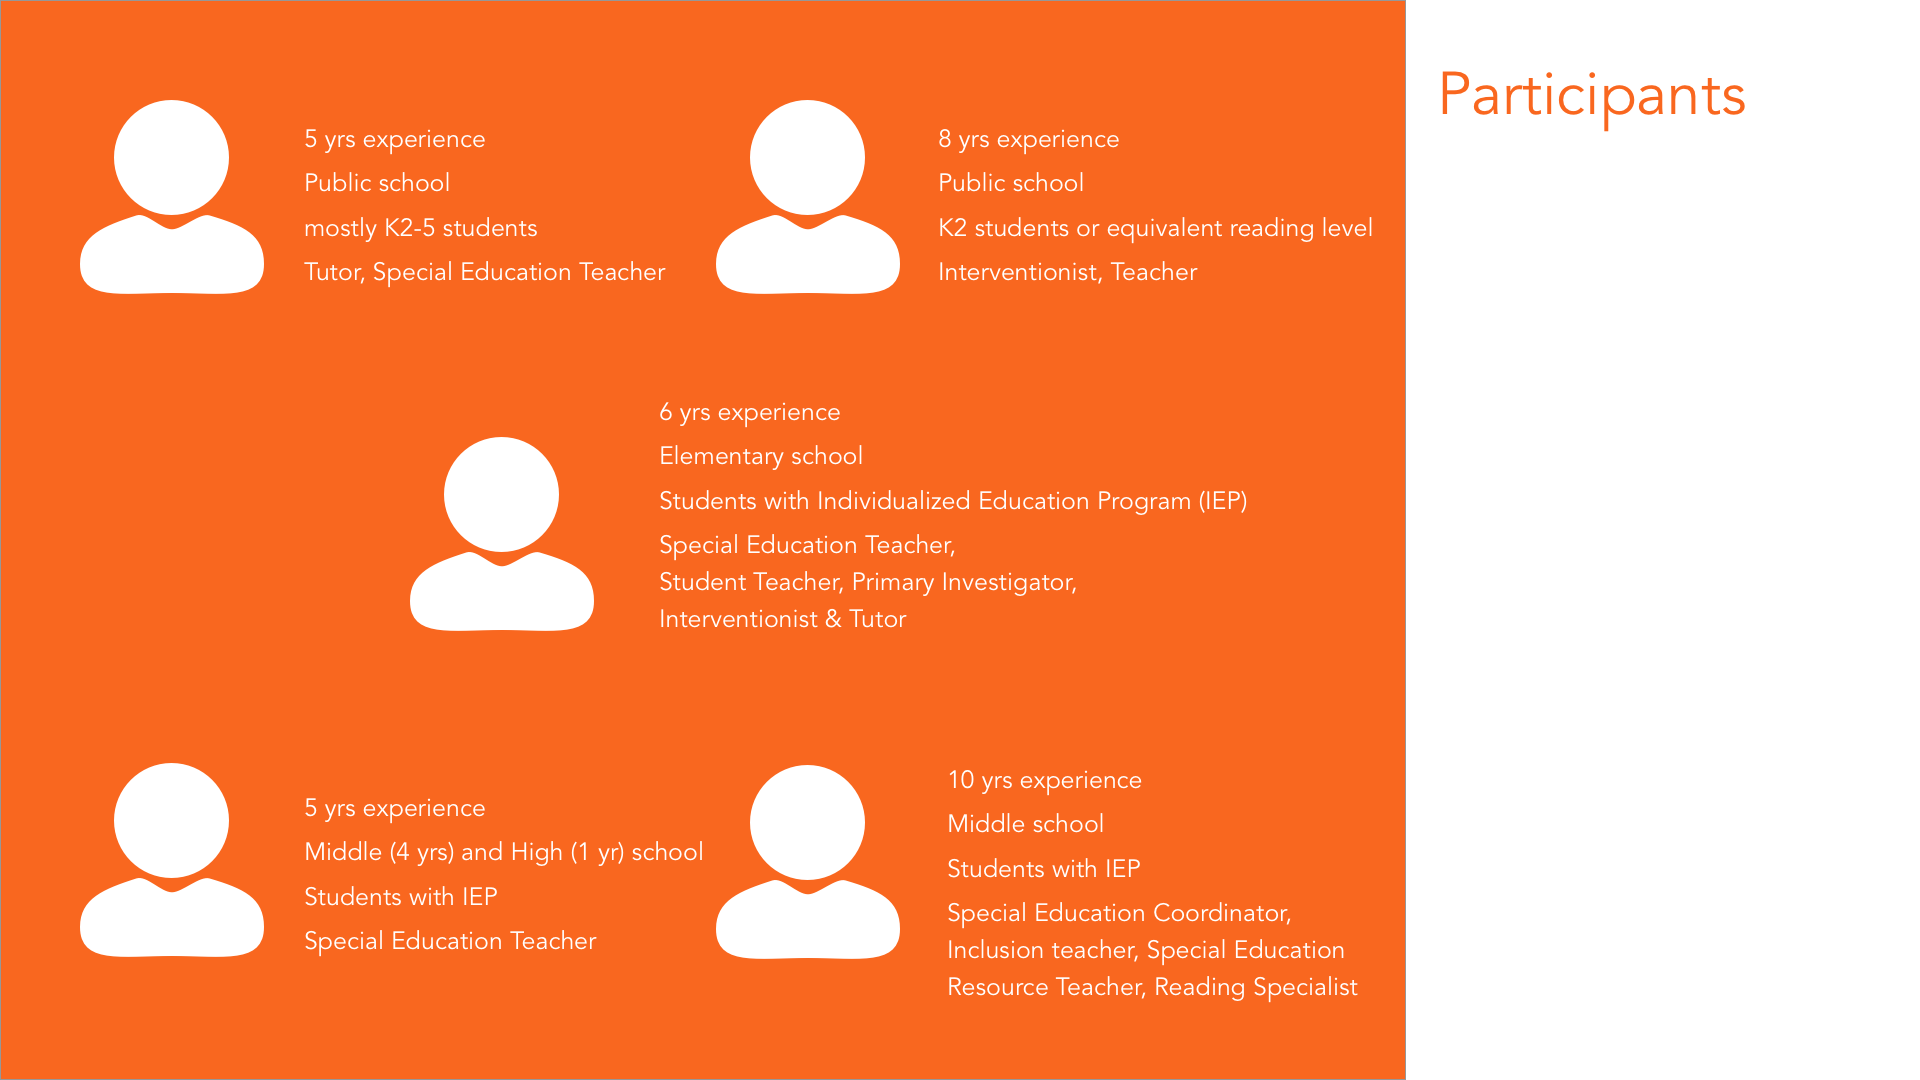 Participants
5 yrs experience
Public school
mostly K2-5 students
Tutor, Special Education Teacher
8 yrs experience
Public school
K2 students or equivalent reading level
Interventionist, Teacher
6 yrs experience
Elementary school
Students with Individualized Education Program (IEP)
Special Education Teacher,
Student Teacher, Primary Investigator,
Interventionist & Tutor
5 yrs experience
Middle (4 yrs) and High (1 yr) school
Students with IEP
Special Education Teacher
10 yrs experience
Middle school
Students with IEP
Special Education Coordinator,
Inclusion teacher, Special Education
Resource Teacher, Reading Specialist